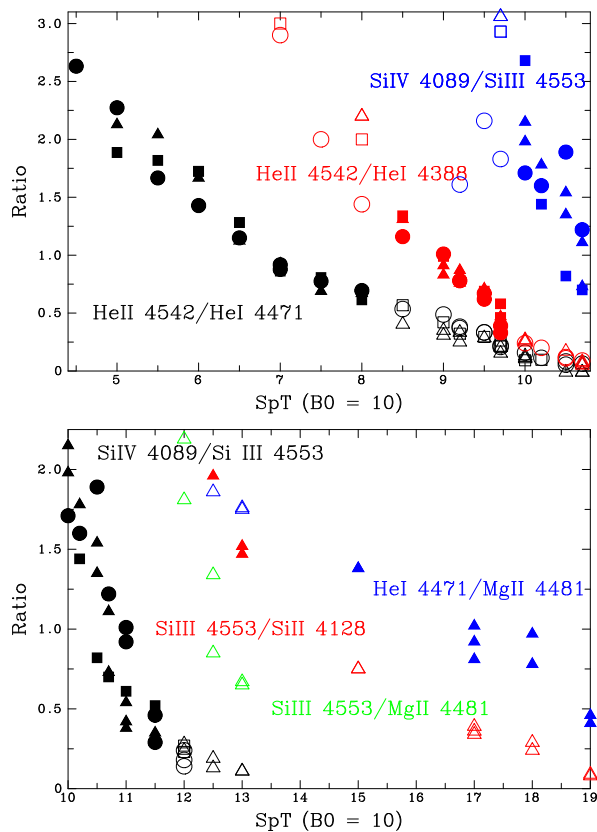 3.0
SiIV 4089/SiIII 4553
2.5
2.0
HeII 4542/HeI 4388
Ratio
1.5
1.0
0.5
HeII 4542/HeI 4471
0
5 6 7 8 9 10
SpT (B0 = 10)
SiIV 4089/Si III 4553
2.0
1.5
HeI 4471/MgII 4481
Ratio
1.0
SiIII 4553/SiII 4128
0.5
SiIII 4553/MgII 4481
0
10 11 12 13 14 15 16 17 18 19
SpT (B0 = 10)